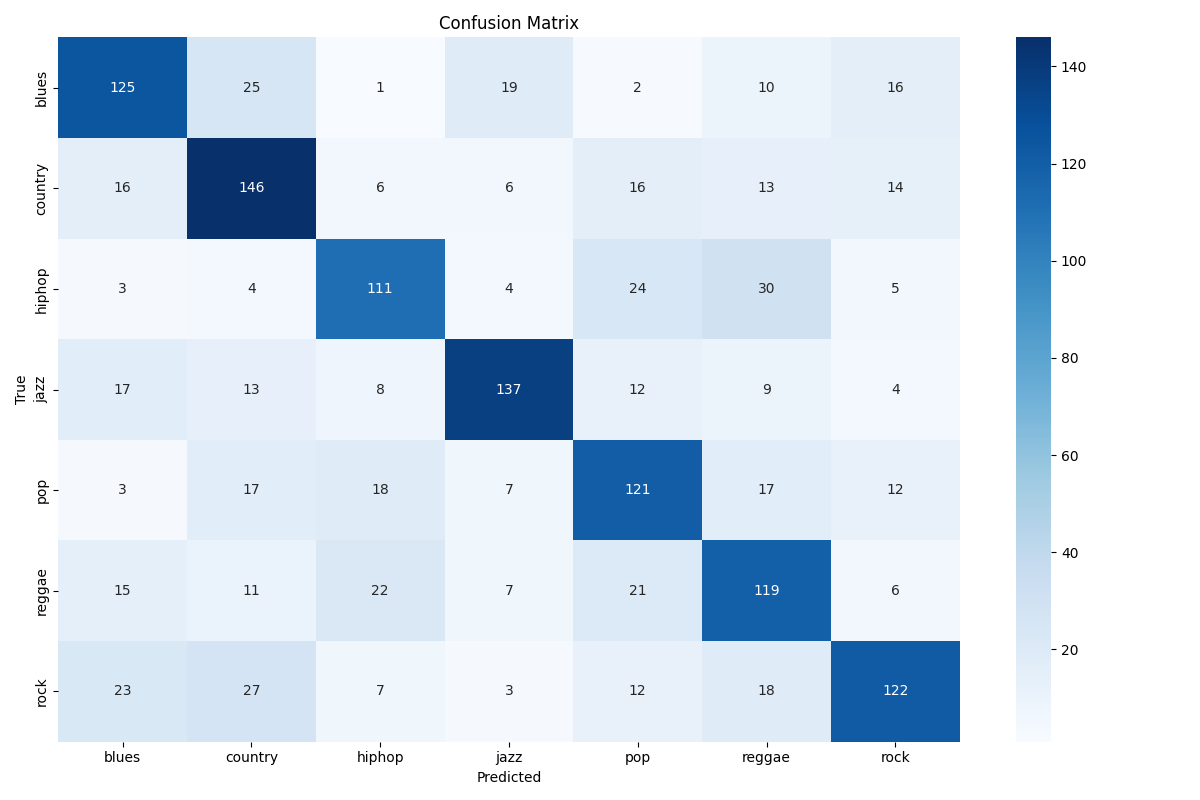 Confusion Matrix
True
blues 125 25 1 19 2 10 16
country 16 146 6 6 16 13 14
hiphop 3 4 111 4 24 30 5
jazz 17 13 8 137 12 9 4
pop 3 17 18 7 121 17 12
reggae 15 11 22 7 21 119 6
rock 23 27 7 3 12 18 122
blues country hiphop jazz pop reggae rock
Predicted
140
120
100
80
60
40
20